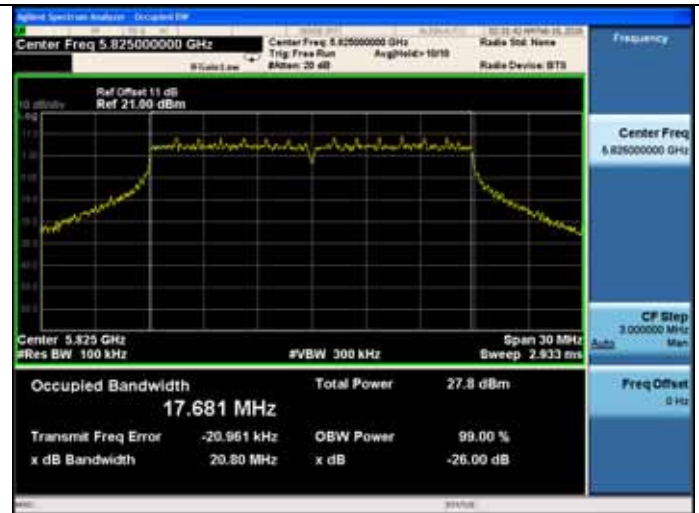 Agilent Spectrum Analyzer - Occupied BW
Center Freq 5.825000000 GHz
Center Freq: 5.825000000 GHz
Radio Std: None
Trig: Free Run
Avg|Hold:>10/10
#IFGain:Low
#Atten: 20 dB
Radio Device: BTS
Frequency
Ref Offset 11 dB
10 dB/div
Ref 21.00 dBm
Log
Center Freq
5.825000000 GHz
Center 5.825 GHz
Span 30 MHz
#Res BW 100 kHz
#VBW 300 kHz
Sweep 2.933 ms
CF Step
3.000000 MHz
Auto Man
Occupied Bandwidth
Total Power 27.8 dBm
17.681 MHz
Transmit Freq Error -20.961 kHz
OBW Power 99.00 %
x dB Bandwidth 20.80 MHz
x dB -26.00 dB
Freq Offset
0 Hz
MSG
STATUS